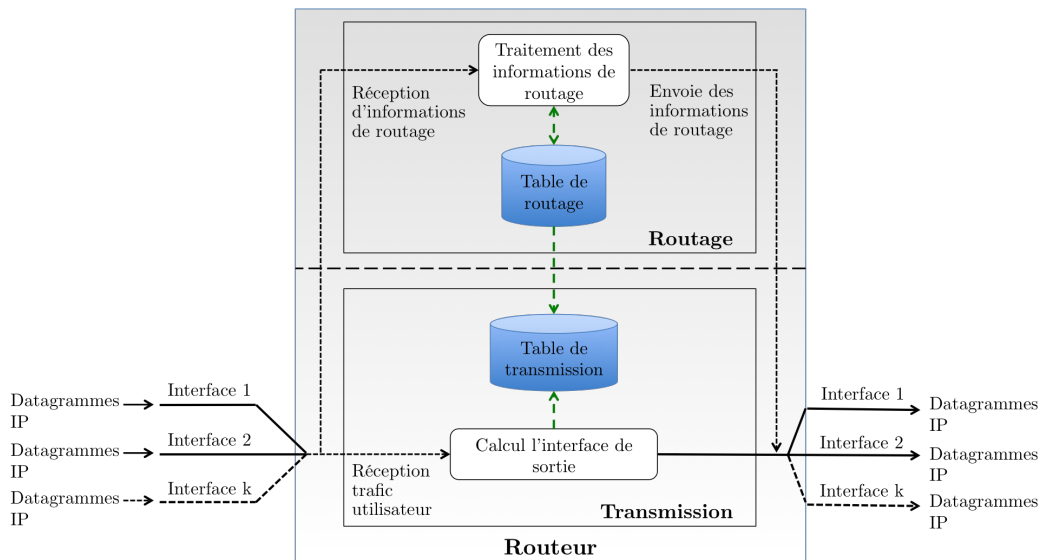 Traitement des
informations de
routage
Réception
d'informations
de routage
Envoie des
informations
de routage
Table de
routage
Routage
Table de
transmission
Interface 1
Datagrammes
IP
Interface 2
Datagrammes
IP
Interface k
Datagrammes
IP
Calcul l'interface de
sortie
Réception
trafic
utilisateur
Interface 1
Datagrammes
IP
Interface 2
Datagrammes
IP
Interface k
Datagrammes
IP
Transmission
Routeur